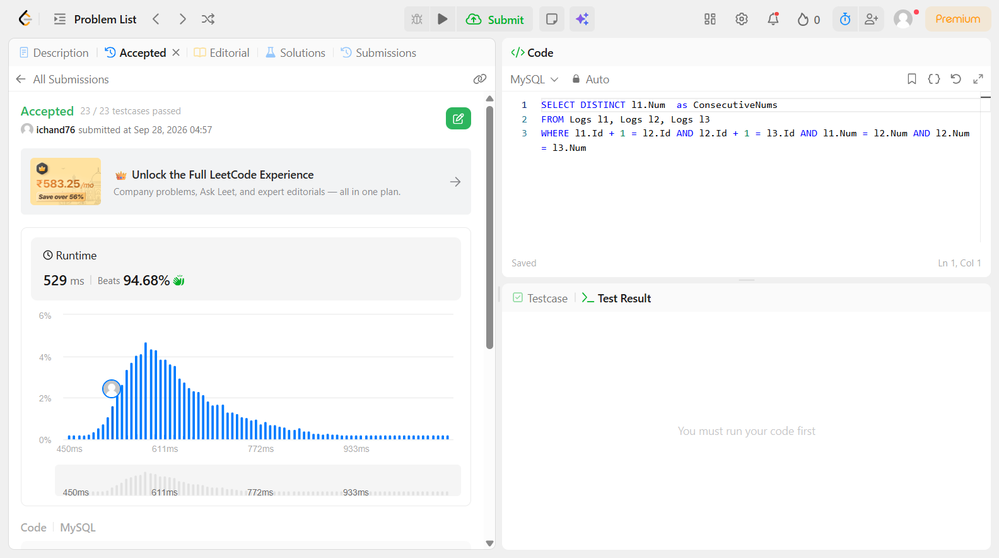 Problem List
Submit
0
Premium
Description
Accepted
Editorial
Solutions
Submissions
All Submissions
Accepted 23 / 23 testcases passed
ichand76 submitted at Sep 28, 2026 04:57
₹583.25/mo
Save over 56%
Unlock the Full LeetCode Experience
Company problems, Ask Leet, and expert editorials — all in one plan.
Runtime
529 ms Beats 94.68%
6%
4%
2%
0%
450ms 611ms 772ms 933ms
450ms 611ms 772ms 933ms
Code MySQL
</> Code
MySQL Auto
1 SELECT DISTINCT l1.Num  as ConsecutiveNums
2 FROM Logs l1, Logs l2, Logs l3
3 WHERE l1.Id + 1 = l2.Id AND l2.Id + 1 = l3.Id AND l1.Num = l2.Num AND l2.Num
= l3.Num
Saved
Ln 1, Col 1
Testcase
Test Result
You must run your code first